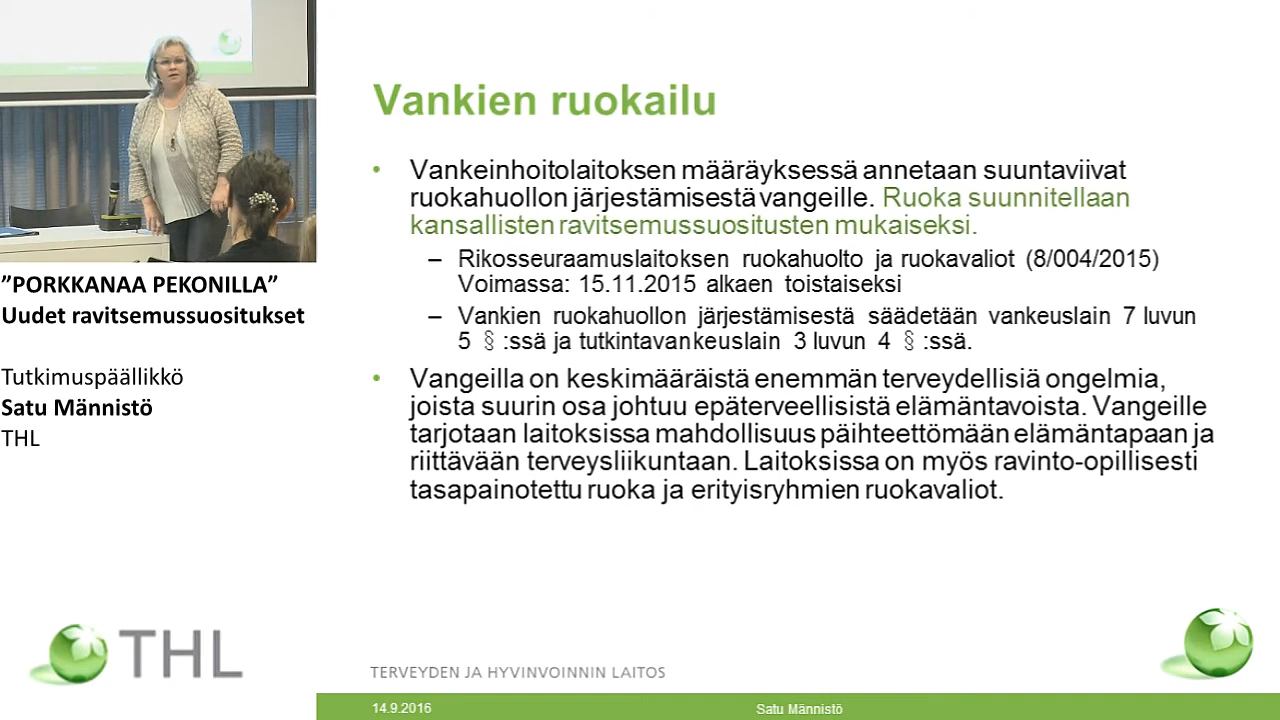 Vankien ruokailu
• Vankeinhoitolaitoksen määräyksessä annetaan suuntaviivat
ruokahuollon järjestämisestä vangeille. Ruoka suunnitellaan
kansallisten ravitsemussuositusten mukaiseksi.
– Rikosseuraamuslaitoksen ruokahuolto ja ruokavaliot (8/004/2015)
Voimassa: 15.11.2015 alkaen toistaiseksi
– Vankien ruokahuollon järjestämisestä säädetään vankeuslain 7 luvun
5 § :ssä ja tutkintavankeuslain 3 luvun 4 § :ssä.
• Vangeilla on keskimääräistä enemmän terveydellisiä ongelmia,
joista suurin osa johtuu epäterveellisistä elämäntavoista. Vangeille
tarjotaan laitoksissa mahdollisuus päihteettömään elämäntapaan ja
riittävään terveysliikuntaan. Laitoksissa on myös ravinto-opillisesti
tasapainotettu ruoka ja erityisryhmien ruokavaliot.
”PORKKANAA PEKONILLA”
Uudet ravitsemussuositukset
Tutkimuspäällikkö
Satu Männistö
THL
THL
TERVEYDEN JA HYVINVOINNIN LAITOS
14.9.2016
Satu Männistö